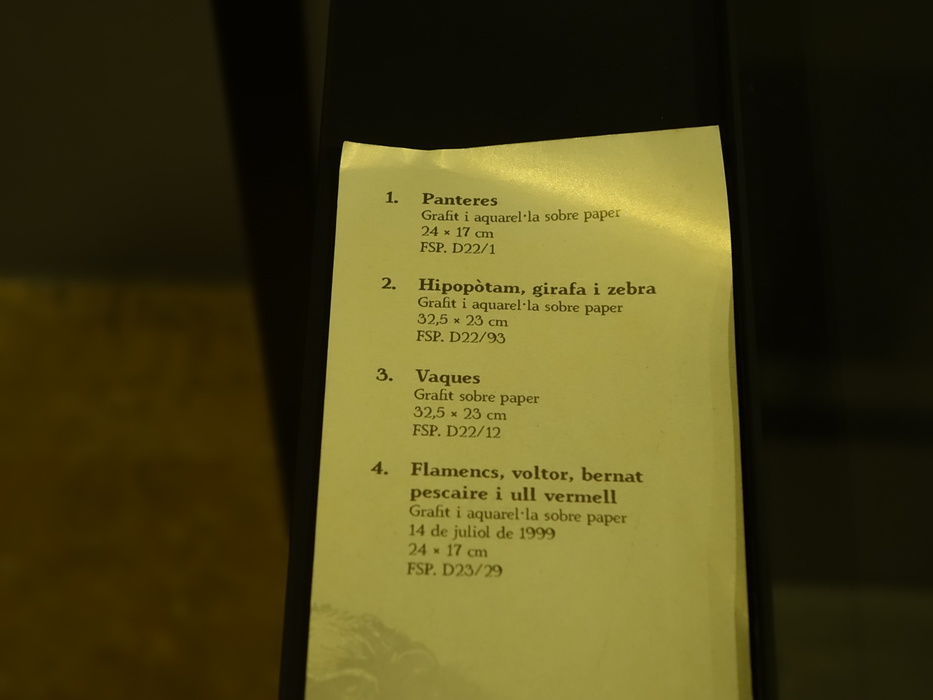 1. Panteres
Grafit i aquarel·la sobre paper
24 × 17 cm
FSP. D22/1
2. Hipopòtam, girafa i zebra
Grafit i aquarel·la sobre paper
32,5 × 23 cm
FSP. D22/93
3. Vaques
Grafit sobre paper
32,5 × 23 cm
FSP. D22/12
4. Flamencs, voltor, bernat
pescaire i ull vermell
Grafit i aquarel·la sobre paper
14 de juliol de 1999
24 × 17 cm
FSP. D23/29